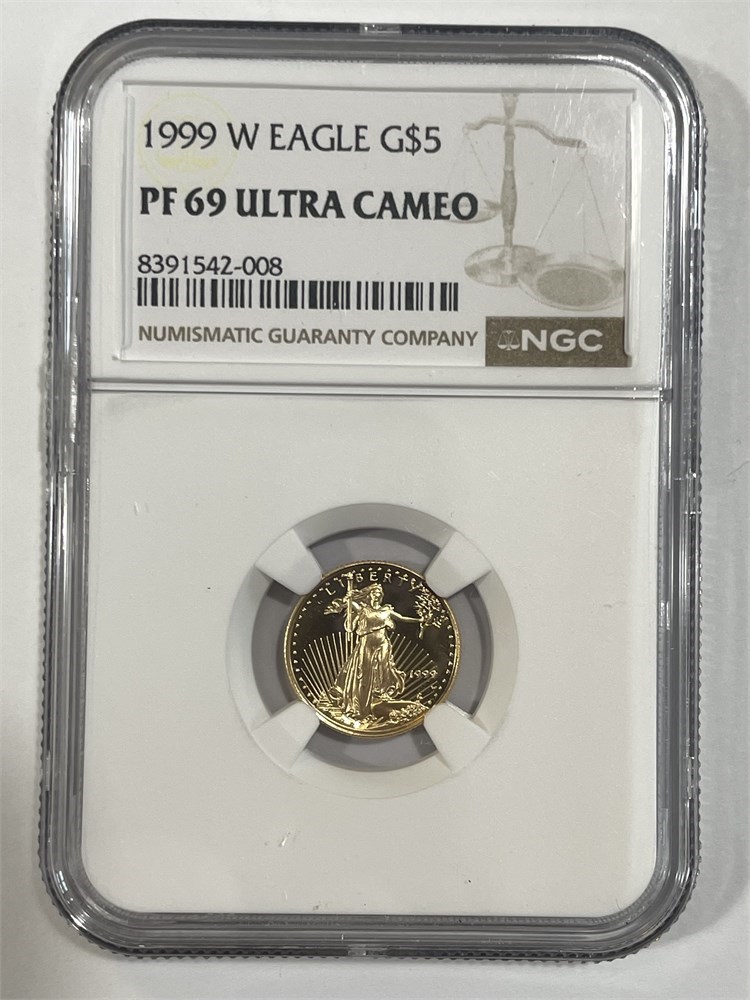 1999 W EAGLE G$5
PF 69 ULTRA CAMEO
8391542-008
NUMISMATIC GUARANTY COMPANY
NGC
LIBERTY
1999